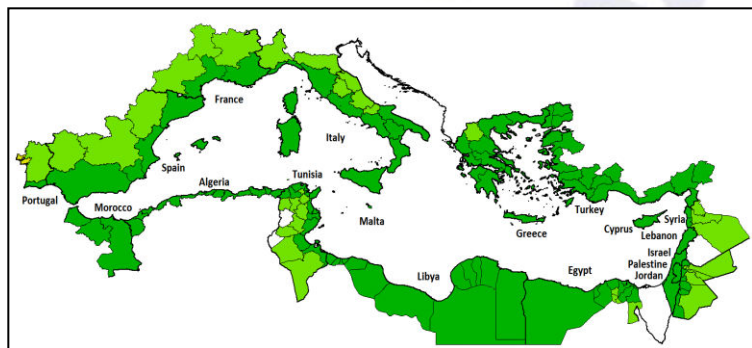 France
Spain
Italy
Portugal
Morocco
Algeria
Tunisia
Malta
Greece
Turkey
Cyprus
Syria
Lebanon
Israel
Palestine
Jordan
Libya
Egypt